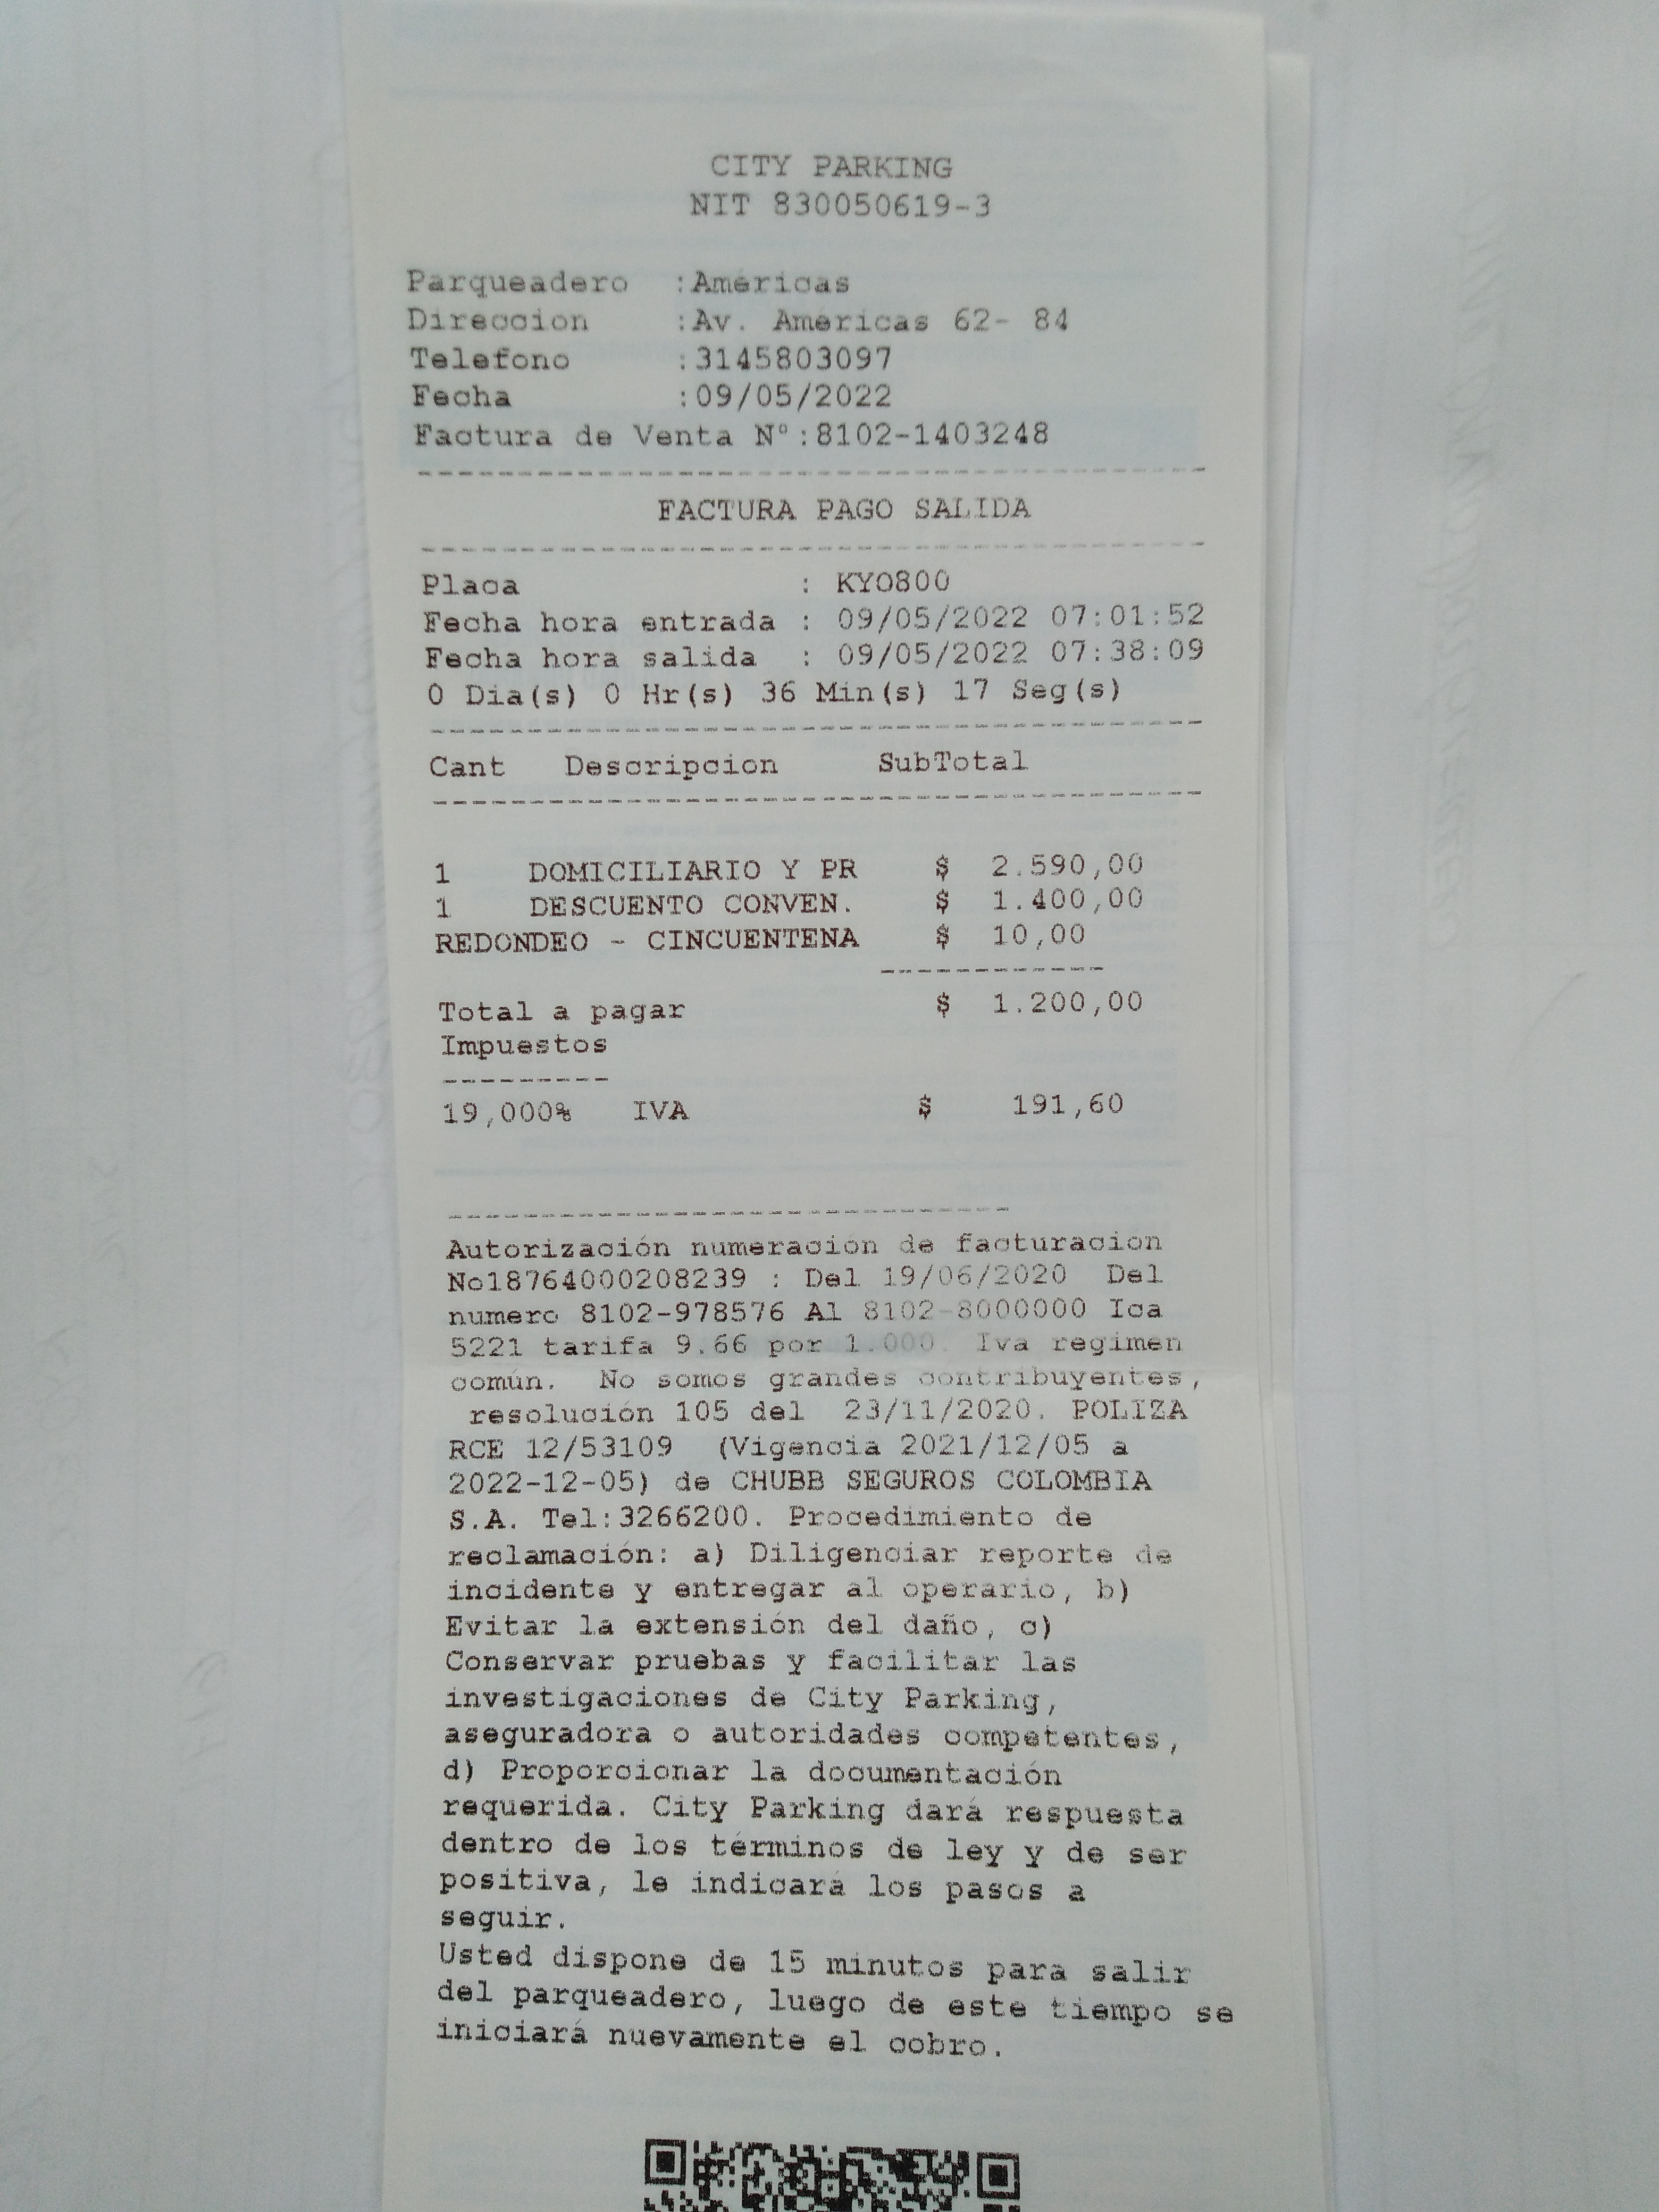 CITY PARKING
NIT 830050619-3
Parqueadero :Américas
Direccion :Av. Americas 62- 84
Telefono :3145803097
Fecha :09/05/2022
Factura de Venta N°:8102-1403248
FACTURA PAGO SALIDA
Placa : KYO800
Fecha hora entrada : 09/05/2022 07:01:52
Fecha hora salida : 09/05/2022 07:38:09
0 Dia(s) 0 Hr(s) 36 Min(s) 17 Seg(s)
Cant Descripcion SubTotal
1 DOMICILIARIO Y PR $ 2.590,00
1 DESCUENTO CONVEN. $ 1.400,00
REDONDEO - CINCUENTENA $ 10,00
Total a pagar $ 1.200,00
Impuestos
19,000% IVA $ 191,60
Autorización numeración de facturacion
No18764000208239 : Del 19/06/2020 Del
numero 8102-978576 Al 8102-8000000 Ica
5221 tarifa 9.66 por 1.000. Iva regimen
común. No somos grandes contribuyentes,
resolución 105 del 23/11/2020. POLIZA
RCE 12/53109 (Vigencia 2021/12/05 a
2022-12-05) de CHUBB SEGUROS COLOMBIA
S.A. Tel:3266200. Procedimiento de
reclamación: a) Diligenciar reporte de
incidente y entregar al operario, b)
Evitar la extensión del daño, c)
Conservar pruebas y facilitar las
investigaciones de City Parking,
aseguradora o autoridades competentes,
d) Proporcionar la documentación
requerida. City Parking dará respuesta
dentro de los términos de ley y de ser
positiva, le indicará los pasos a
seguir.
Usted dispone de 15 minutos para salir
del parqueadero, luego de este tiempo se
iniciará nuevamente el cobro.